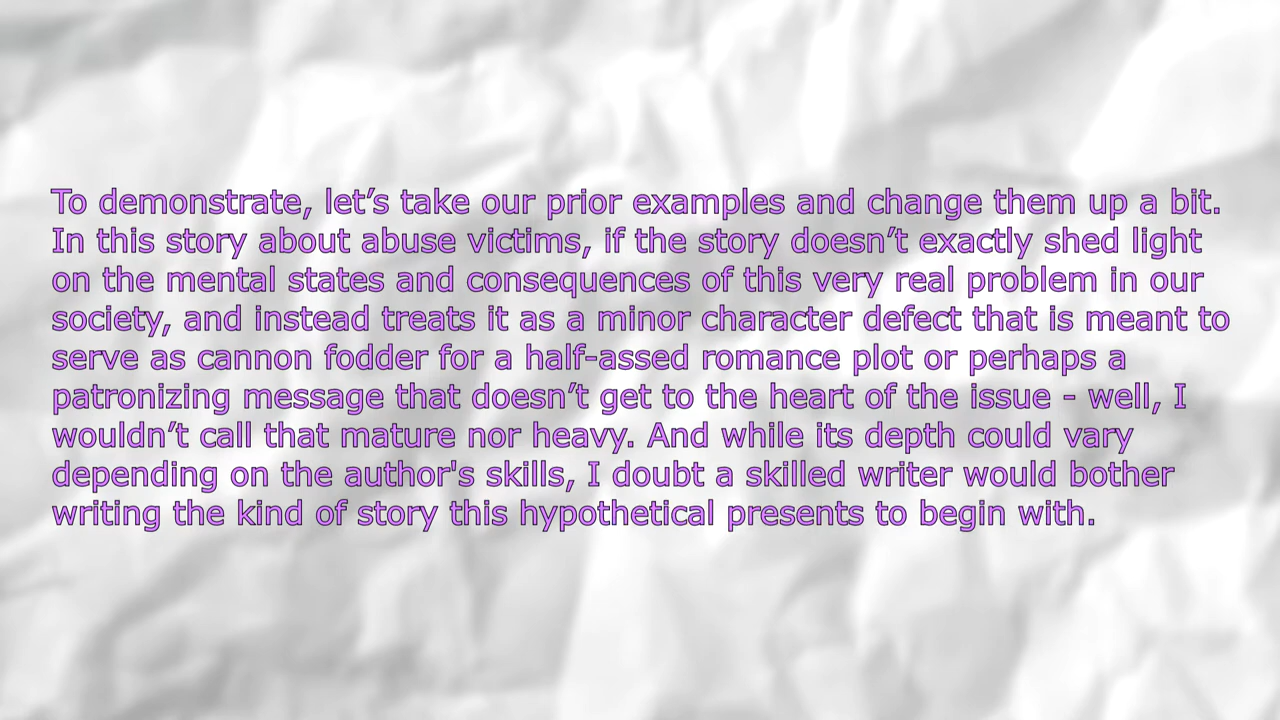 To demonstrate, let’s take our prior examples and change them up a bit.
In this story about abuse victims, if the story doesn’t exactly shed light
on the mental states and consequences of this very real problem in our
society, and instead treats it as a minor character defect that is meant to
serve as cannon fodder for a half-assed romance plot or perhaps a
patronizing message that doesn’t get to the heart of the issue - well, I
wouldn’t call that mature nor heavy. And while its depth could vary
depending on the author's skills, I doubt a skilled writer would bother
writing the kind of story this hypothetical presents to begin with.